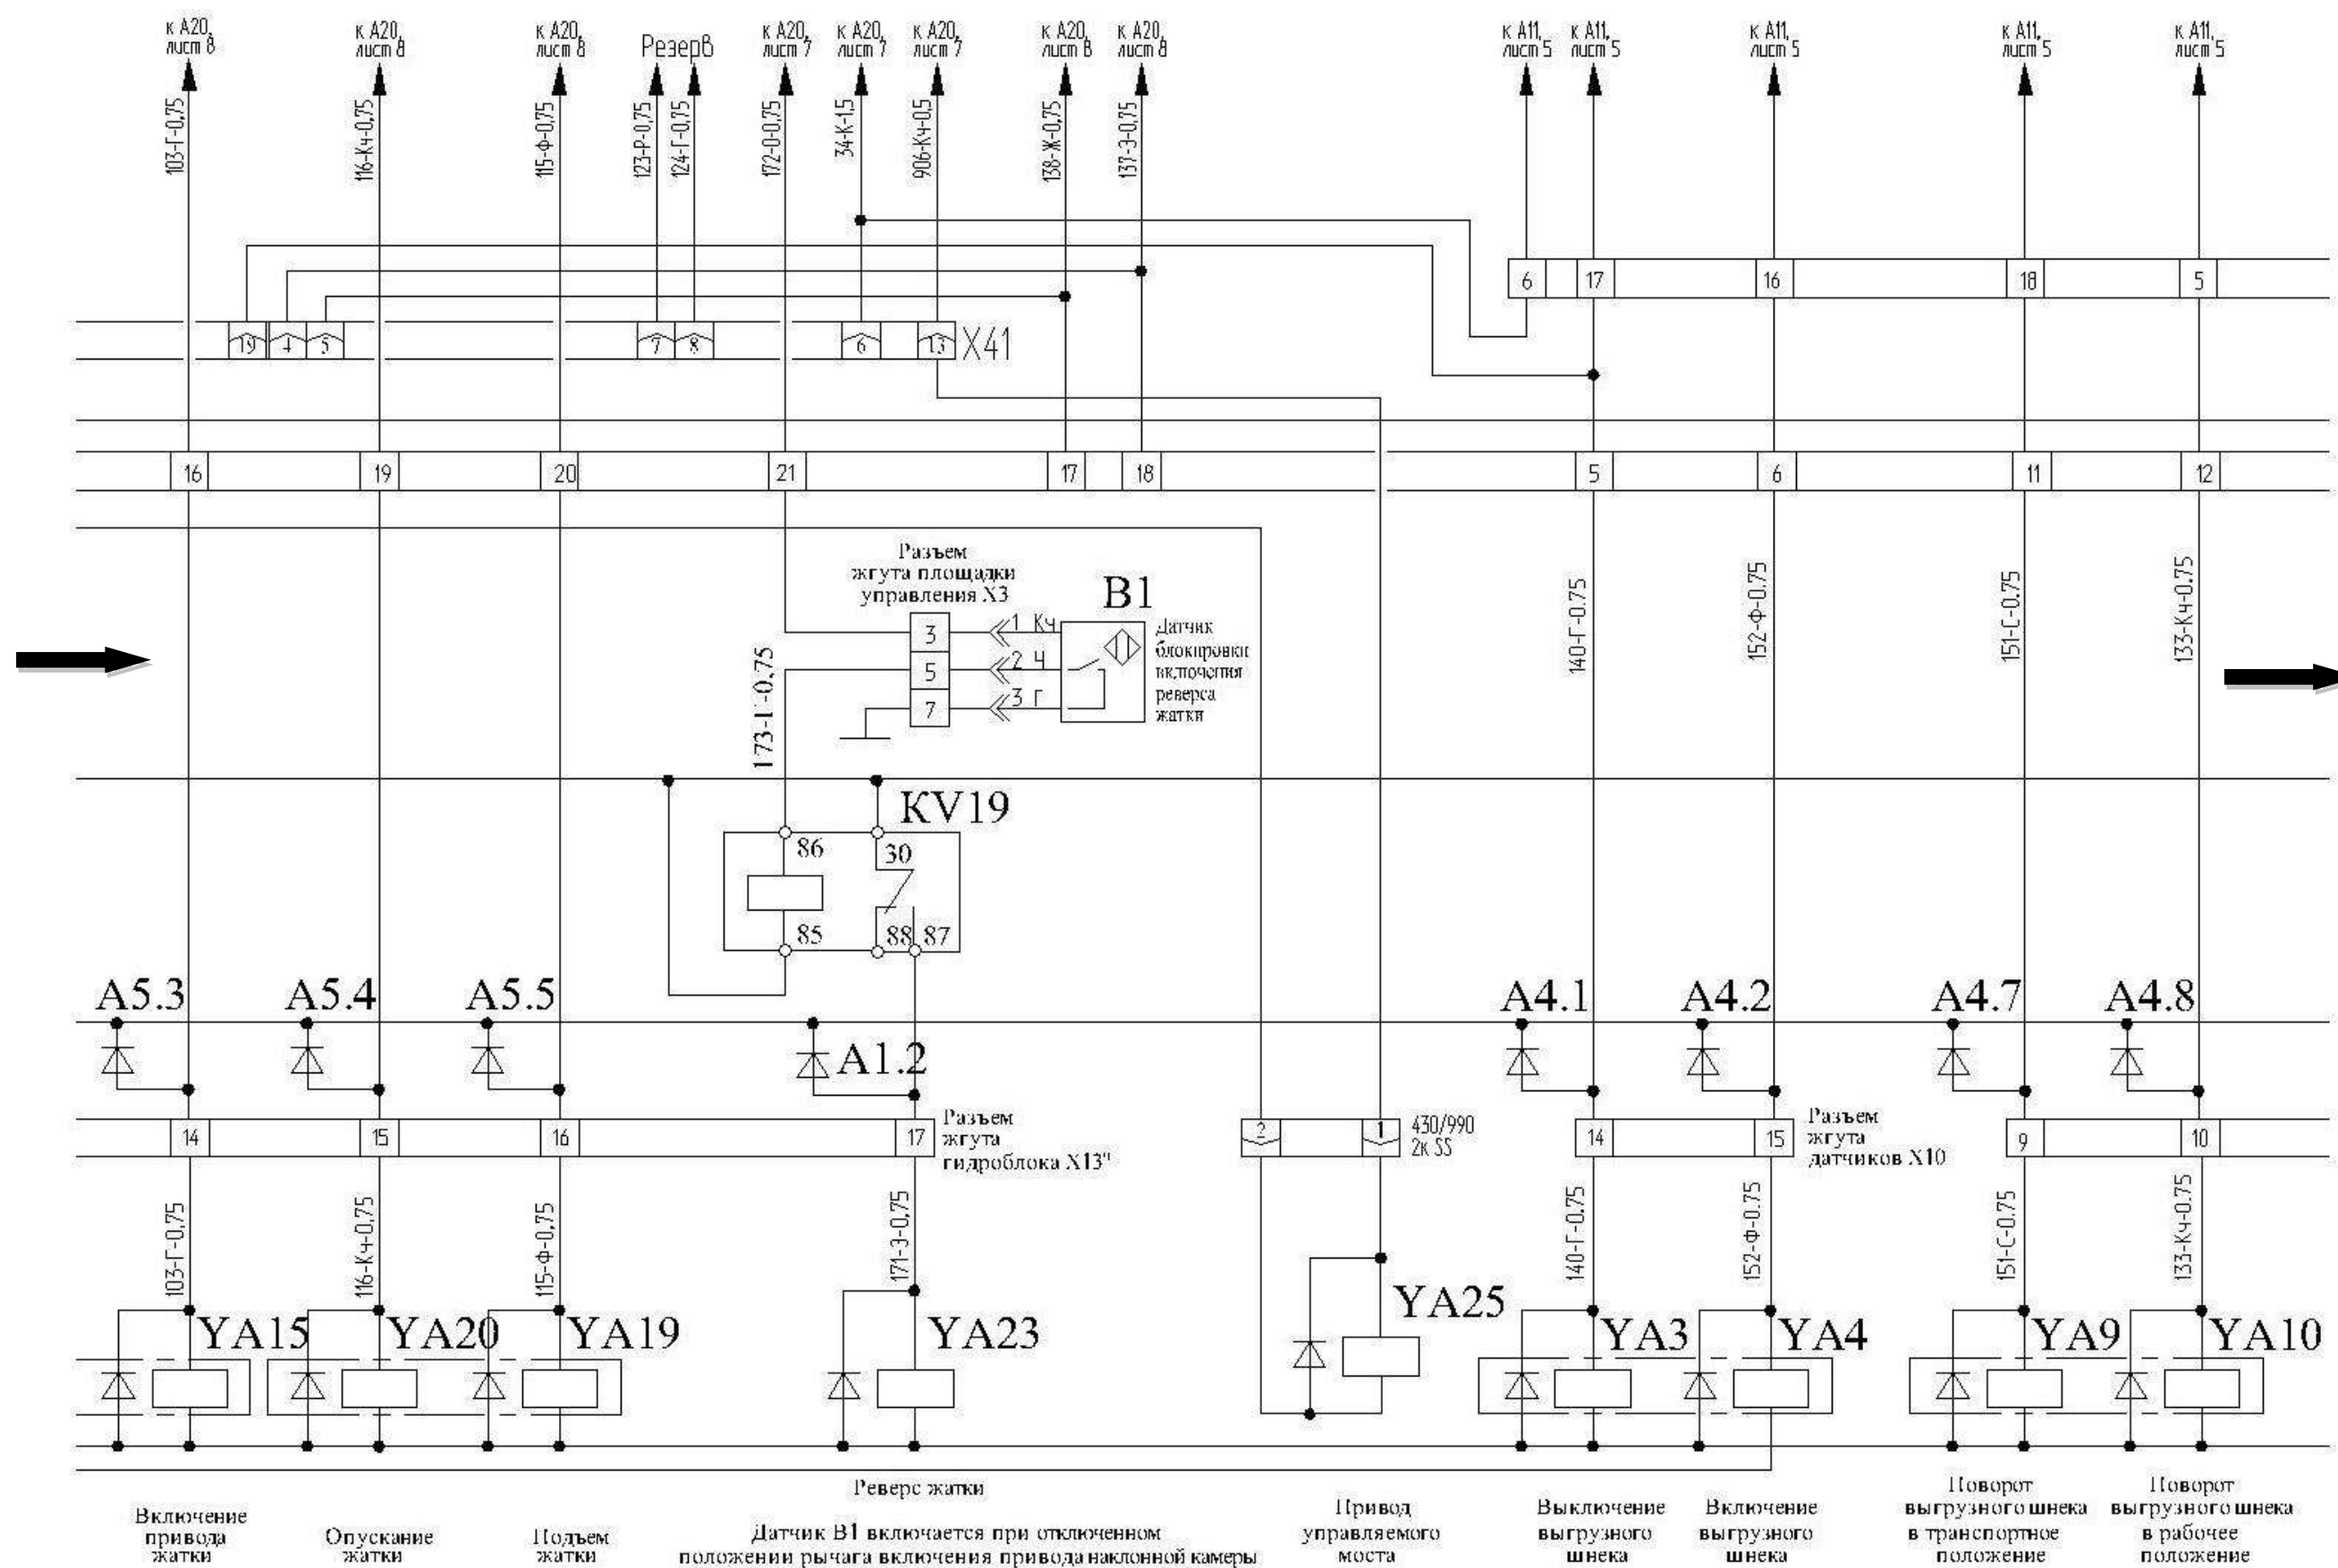 к А20, лист 8
к А20, лист 8
к А20, лист 8
Резерв
к А20, лист 7
к А20, лист 7
к А20, лист 7
к А20, лист 8
к А20, лист 8
к А11, лист 5
к А11, лист 5
к А11, лист 5
к А11, лист 5
к А11, лист 5
103-Г-0,75
116-Кч-0,75
115-Ф-0,75
123-Р-0,75
124-Г-0,75
172-О-0,75
34-К-1,5
906-Кч-0,5
138-Ж-0,75
137-З-0,75
6 17 16 18 5
19 4 5 7 8 6 13 X41
16 19 20 21 17 18 5 6 11 12
Разъем
жгута площадки
управления X3
B1
3 1 Кч
5 2 Ч
7 3 Г
Датчик
блокировки
включения
реверса
жатки
140-Г-0.75
152-Ф-0.75
151-С-0.75
133-Кч-0.75
173-Г-0.75
KV19
86 30
85 88 87
A5.3 A5.4 A5.5 A4.1 A4.2 A4.7 A4.8
A1.2
14 15 16 17
Разъем
жгута
гидроблока X13"
2 1
430/990
2к SS
14 15
Разъем
жгута
датчиков X10
9 10
103-Г-0,75
116-Кч-0,75
115-Ф-0,75
171-З-0,75
140-Г-0.75
152-Ф-0.75
151-С-0.75
133-Кч-0.75
YA15 YA20 YA19 YA23 YA25 YA3 YA4 YA9 YA10
Включение
привода
жатки
Опускание
жатки
Подъем
жатки
Реверс жатки
Датчик В1 включается при отключенном
положении рычага включения привода наклонной камеры
Привод
управляемого
моста
Выключение
выгрузного
шнека
Включение
выгрузного
шнека
Поворот
выгрузного шнека
в транспортное
положение
Поворот
выгрузного шнека
в рабочее
положение